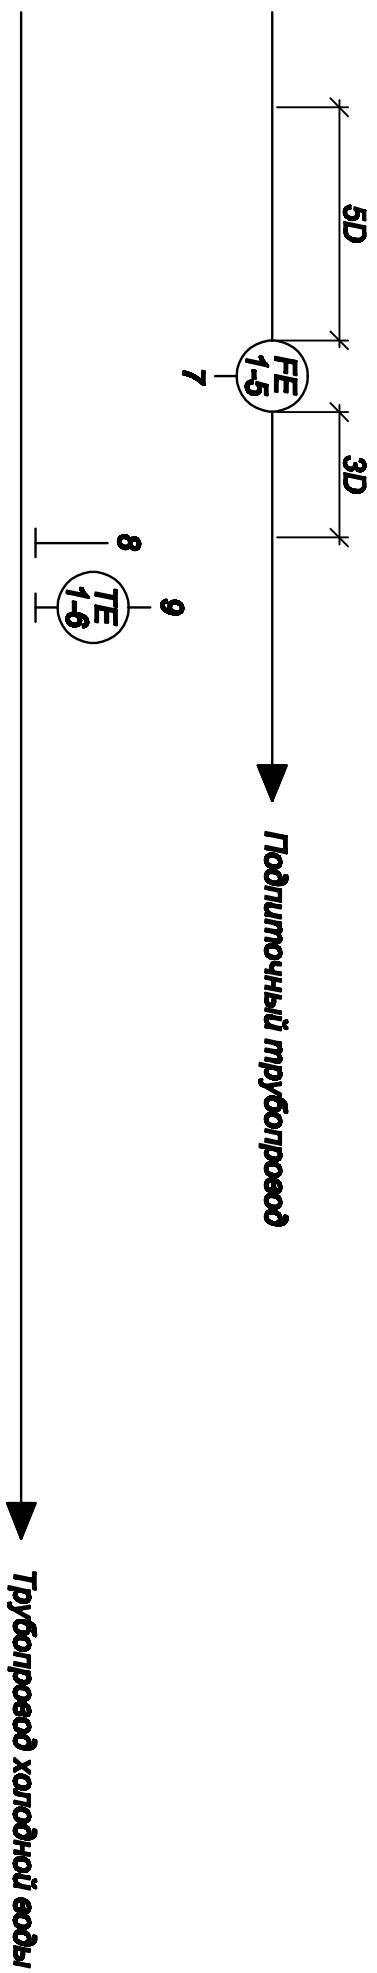 5D
3D
FE
1-5
7
Подпиточный трубопровод
8
9
TE
1-6
Трубопровод холодной воды